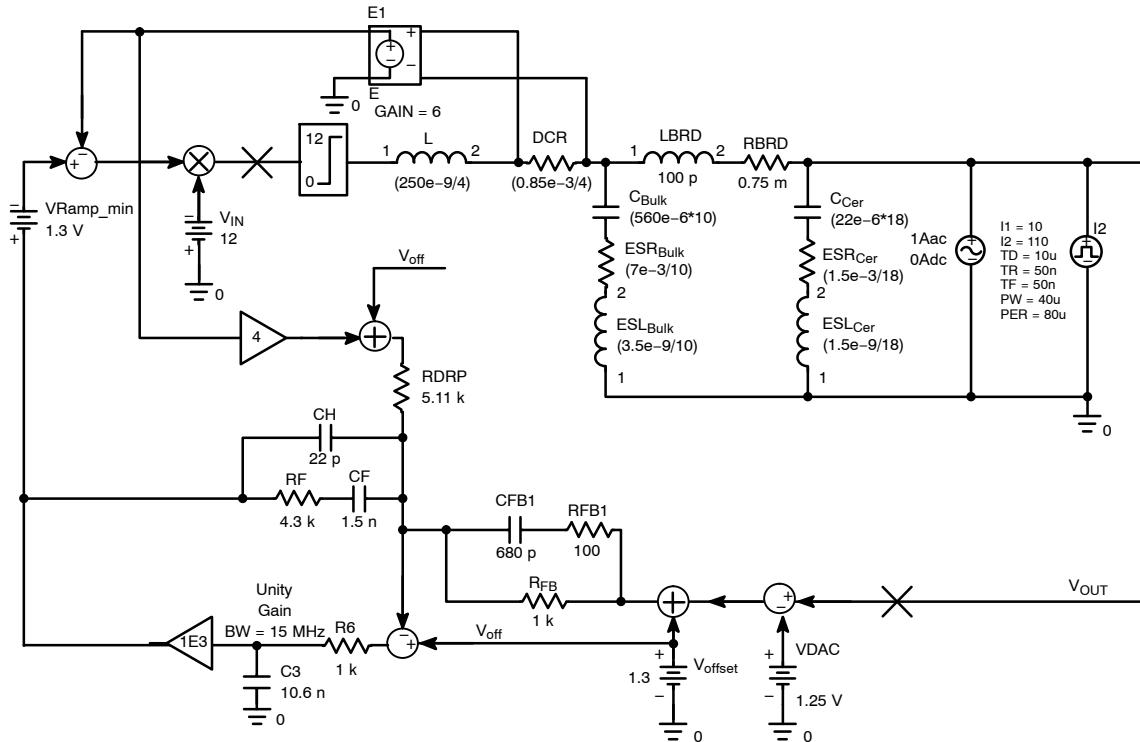 E1
+
+
−
−
E
0
GAIN = 6
− +
12
0
1 L 2
(250e−9/4)
DCR
(0.85e−3/4)
1 LBRD 2
100 p
RBRD
0.75 m
−
+
VRamp_min
1.3 V
−
+
VIN
12
0
CBulk
(560e−6*10)
ESRBulk
(7e−3/10)
2
ESLBulk
(3.5e−9/10)
1
CCer
(22e−6*18)
ESRCer
(1.5e−3/18)
2
ESLCer
(1.5e−9/18)
1
1Aac
0Adc
+
−
I1 = 10
I2 = 110
TD = 10u
TR = 50n
TF = 50n
PW = 40u
PER = 80u
I2
+
−
0
Voff
4
RDRP
5.11 k
CH
22 p
RF
4.3 k
CF
1.5 n
CFB1
680 p
RFB1
100
RFB
1 k
Unity
Gain
BW = 15 MHz
1E3
R6
1 k
C3
10.6 n
0
−
+
Voff
+
−
1.3
Voffset
0
+
−
VOUT
+
−
VDAC
1.25 V
0